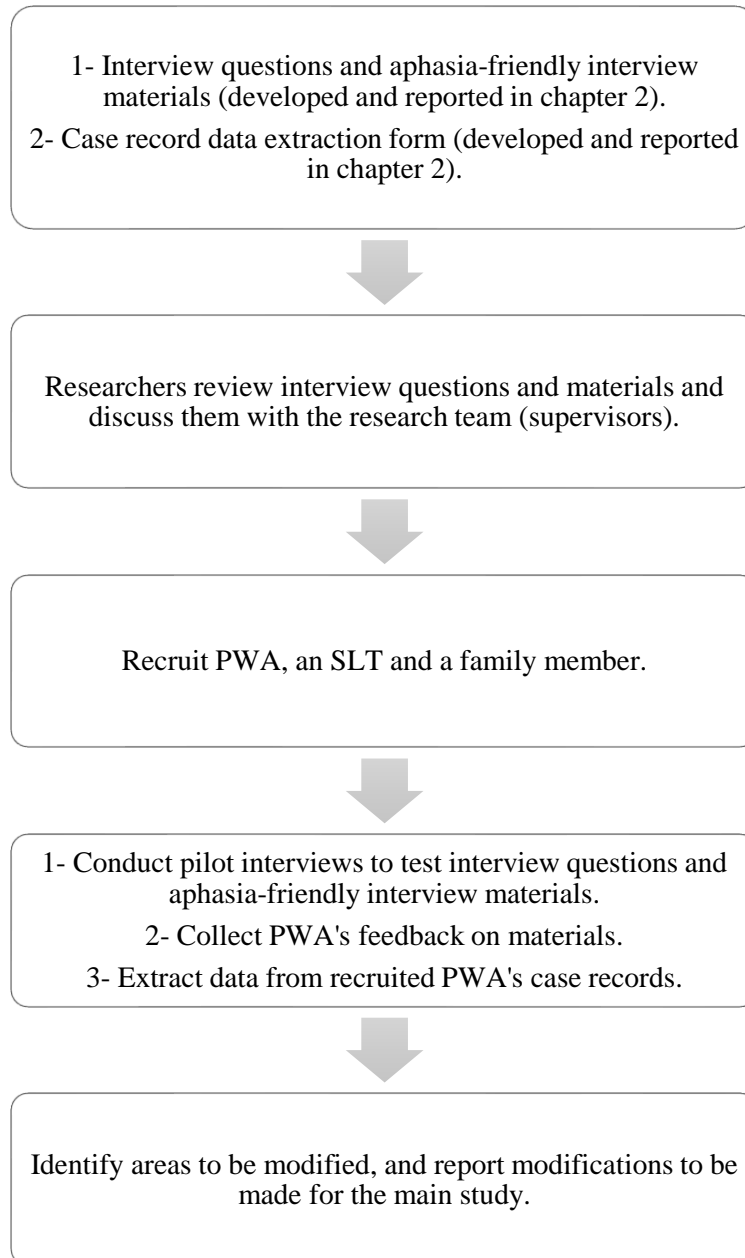 1- Interview questions and aphasia-friendly interview
materials (developed and reported in chapter 2).
2- Case record data extraction form (developed and reported
in chapter 2).
Researchers review interview questions and materials and
discuss them with the research team (supervisors).
Recruit PWA, an SLT and a family member.
1- Conduct pilot interviews to test interview questions and
aphasia-friendly interview materials.
2- Collect PWA's feedback on materials.
3- Extract data from recruited PWA's case records.
Identify areas to be modified, and report modifications to be
made for the main study.